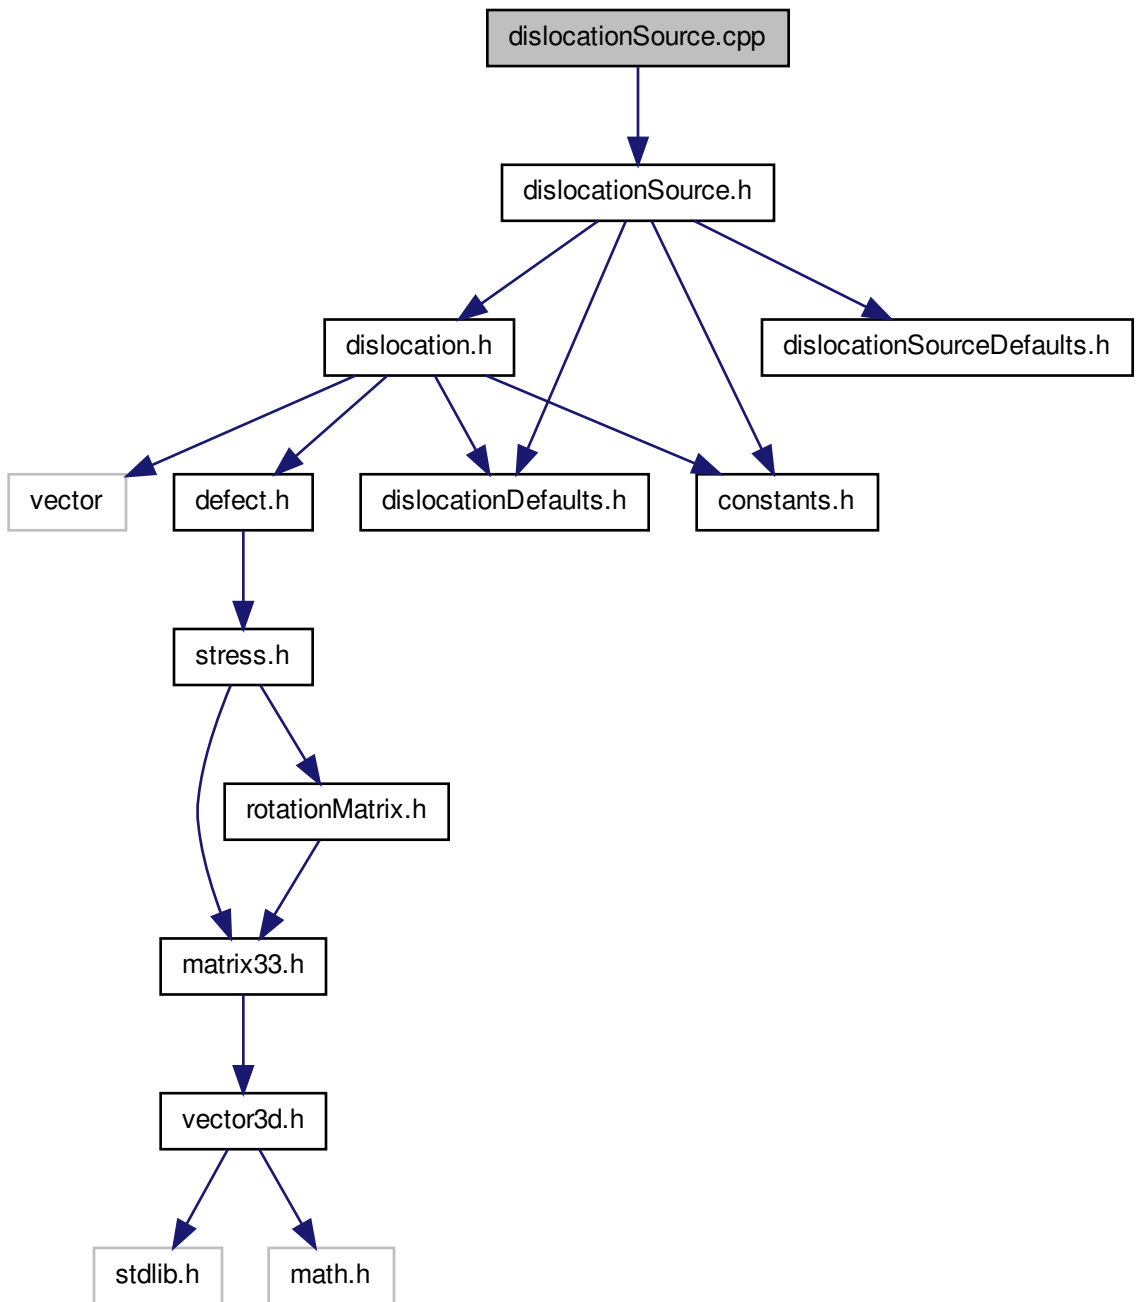 dislocationSource.cpp
dislocationSource.h
dislocation.h
dislocationSourceDefaults.h
vector
defect.h
dislocationDefaults.h
constants.h
stress.h
rotationMatrix.h
matrix33.h
vector3d.h
stdlib.h
math.h